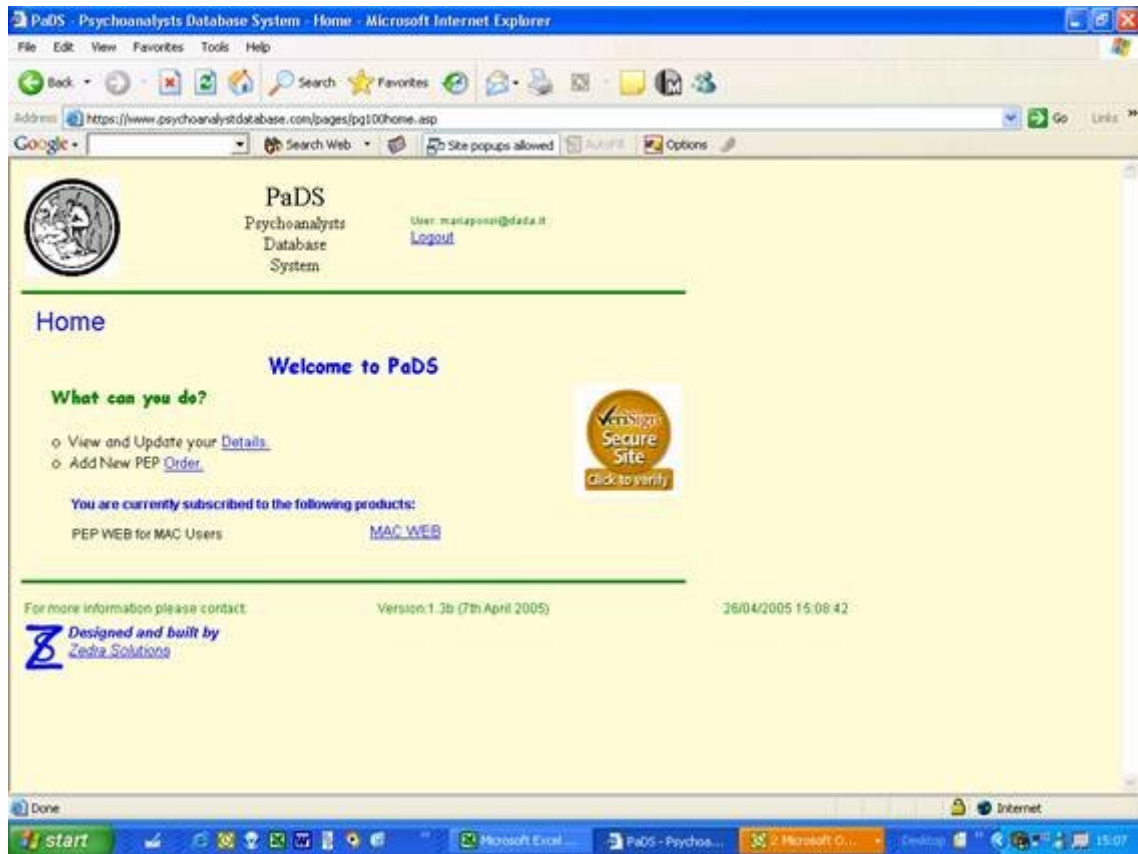 PaDS - Psychoanalysts Database System - Home - Microsoft Internet Explorer
File Edit View Favorites Tools Help
Back Search Favorites
Address https://www.psychoanalystdatabase.com/pages/pg100home.asp Go Links »
Google Search Web Site popups allowed AutoFill Options
PaDS
Psychoanalysts
Database
System
User:
Logout
Home
Welcome to PaDS
What can you do?
o View and Update your Details.
o Add New PEP Order.
VeriSign
Secure
Site
Click to verify
You are currently subscribed to the following products:
PEP WEB for MAC Users MAC WEB
For more information please contact Version:1.3b (7th April 2005) 26/04/2005 15:08:42
Designed and built by
Zedra Solutions
Done Internet
start Microsoft Excel ... PaDS - Psychoa... 2 Microsoft O... Desktop » 15:07